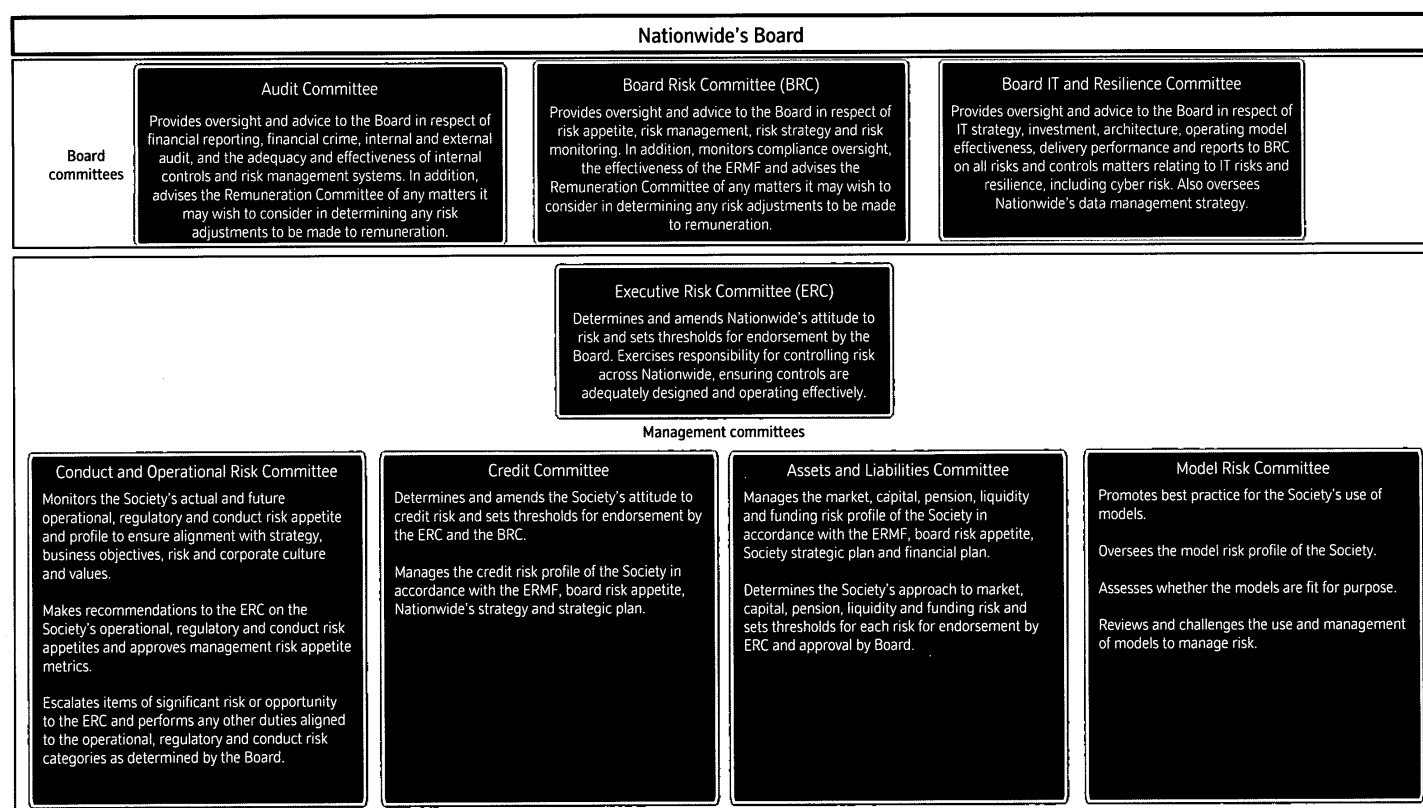 Nationwide's Board
Board
committees
Audit Committee
Provides oversight and advice to the Board in respect of
financial reporting, financial crime, internal and external
audit, and the adequacy and effectiveness of internal
controls and risk management systems. In addition,
advises the Remuneration Committee of any matters it
may wish to consider in determining any risk
adjustments to be made to remuneration.
Board Risk Committee (BRC)
Provides oversight and advice to the Board in respect of
risk appetite, risk management, risk strategy and risk
monitoring. In addition, monitors compliance oversight,
the effectiveness of the ERMF and advises the
Remuneration Committee of any matters it may wish to
consider in determining any risk adjustments to be made
to remuneration.
Board IT and Resilience Committee
Provides oversight and advice to the Board in respect of
IT strategy, investment, architecture, operating model
effectiveness, delivery performance and reports to BRC
on all risks and controls matters relating to IT risks and
resilience, including cyber risk. Also oversees
Nationwide's data management strategy.
Executive Risk Committee (ERC)
Determines and amends Nationwide's attitude to
risk and sets thresholds for endorsement by the
Board. Exercises responsibility for controlling risk
across Nationwide, ensuring controls are
adequately designed and operating effectively.
Management committees
Conduct and Operational Risk Committee
Monitors the Society's actual and future
operational, regulatory and conduct risk appetite
and profile to ensure alignment with strategy,
business objectives, risk and corporate culture
and values.
Makes recommendations to the ERC on the
Society's operational, regulatory and conduct risk
appetites and approves management risk appetite
metrics.
Escalates items of significant risk or opportunity
to the ERC and performs any other duties aligned
to the operational, regulatory and conduct risk
categories as determined by the Board.
Credit Committee
Determines and amends the Society's attitude to
credit risk and sets thresholds for endorsement by
the ERC and the BRC.
Manages the credit risk profile of the Society in
accordance with the ERMF, board risk appetite,
Nationwide's strategy and strategic plan.
Assets and Liabilities Committee
Manages the market, capital, pension, liquidity
and funding risk profile of the Society in
accordance with the ERMF, board risk appetite,
Society strategic plan and financial plan.
Determines the Society's approach to market,
capital, pension, liquidity and funding risk and
sets thresholds for each risk for endorsement by
ERC and approval by Board.
Model Risk Committee
Promotes best practice for the Society's use of
models.
Oversees the model risk profile of the Society.
Assesses whether the models are fit for purpose.
Reviews and challenges the use and management
of models to manage risk.